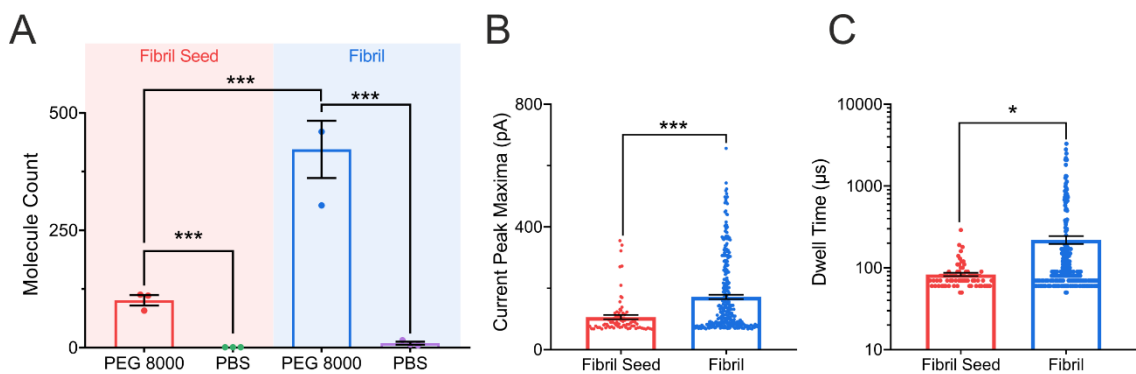 A
Fibril Seed
Fibril
***
***
***
Molecule Count
500
250
0
PEG 8000
PBS
PEG 8000
PBS
B
***
Current Peak Maxima (pA)
800
400
0
Fibril Seed
Fibril
C
*
Dwell Time (µs)
10000
1000
100
10
Fibril Seed
Fibril